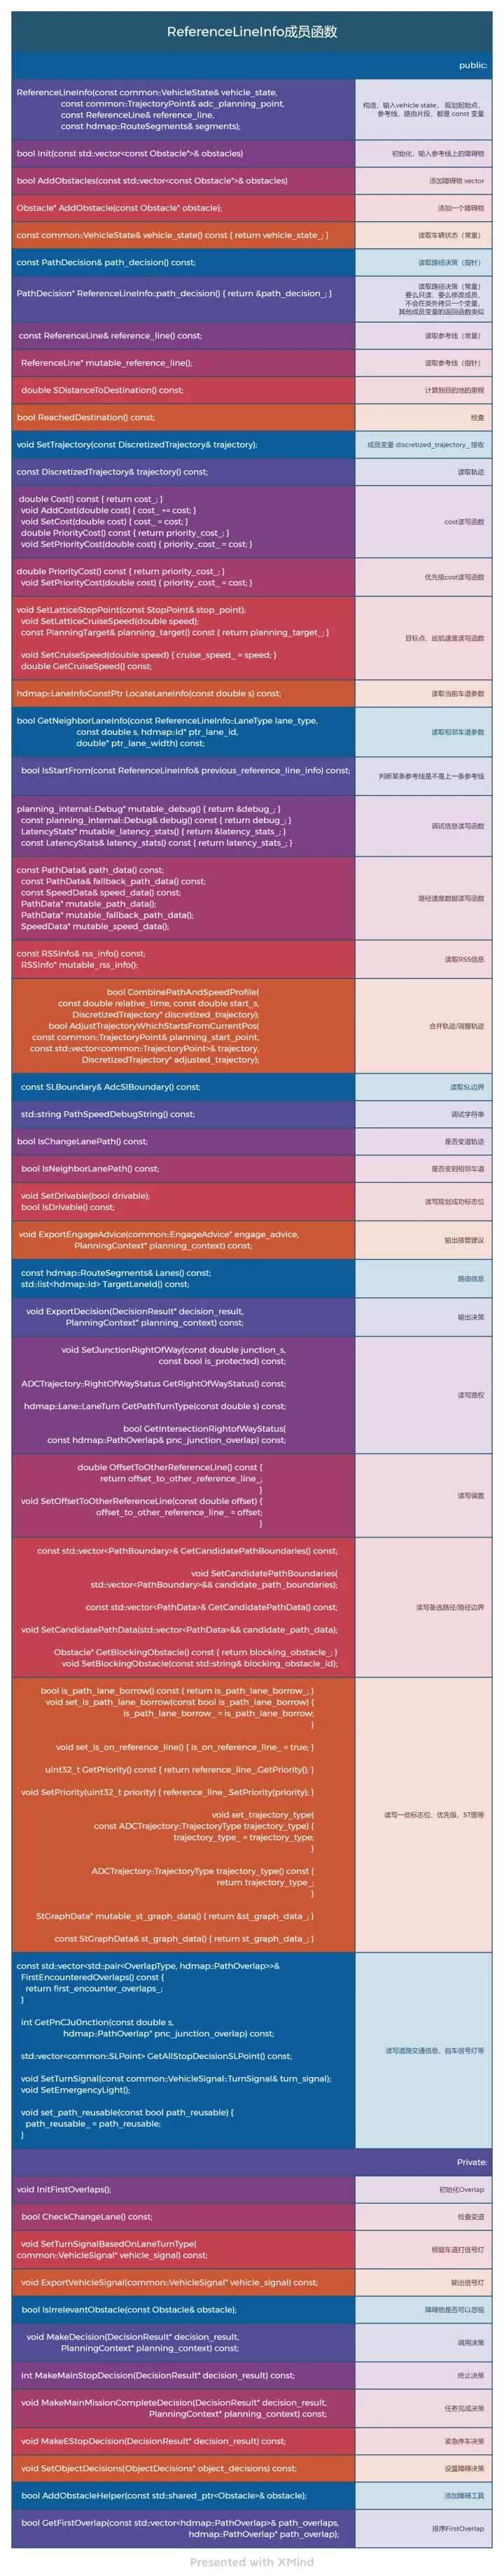 ReferenceLineInfo成员函数
public:
ReferenceLineInfo(const common::VehicleState& vehicle_state,
const common::TrajectoryPoint& adc_planning_point,
const ReferenceLine& reference_line,
const hdmap::RouteSegments& segments);
构造，输入vehicle state， 规划起始点，
参考线、路由片段，都是 const 变量
bool Init(const std::vector<const Obstacle*>& obstacles)
初始化、输入参考线上的障碍物
bool AddObstacles(const std::vector<const Obstacle*>& obstacles)
添加障碍物 vector
Obstacle* AddObstacle(const Obstacle* obstacle);
添加一个障碍物
const common::VehicleState& vehicle_state() const { return vehicle_state_; }
读取车辆状态（常量）
const PathDecision& path_decision() const;
读取路径决策（指针）
PathDecision* ReferenceLineInfo::path_decision() { return &path_decision_; }
读取路径决策（常量）
要么只读、要么修改成员，
不会在类外拷贝一个变量，
其他成员变量的返回函数类似
const ReferenceLine& reference_line() const;
读取参考线（常量）
ReferenceLine* mutable_reference_line();
读取参考线（指针）
double SDistanceToDestination() const;
计算到目的地的里程
bool ReachedDestination() const;
检查
void SetTrajectory(const DiscretizedTrajectory& trajectory);
成员变量 discretized_trajectory_ 接收
const DiscretizedTrajectory& trajectory() const;
读取轨迹
double Cost() const { return cost_; }
void AddCost(double cost) { cost_ += cost; }
void SetCost(double cost) { cost_ = cost; }
double PriorityCost() const { return priority_cost_; }
void SetPriorityCost(double cost) { priority_cost_ = cost; }
cost读写函数
double PriorityCost() const { return priority_cost_; }
void SetPriorityCost(double cost) { priority_cost_ = cost; }
优先级cost读写函数
void SetLatticeStopPoint(const StopPoint& stop_point);
void SetLatticeCruiseSpeed(double speed);
const PlanningTarget& planning_target() const { return planning_target_; }
void SetCruiseSpeed(double speed) { cruise_speed_ = speed; }
double GetCruiseSpeed() const;
目标点、巡航速度读写函数
hdmap::LaneInfoConstPtr LocateLaneInfo(const double s) const;
读取当前车道参数
bool GetNeighborLaneInfo(const ReferenceLineInfo::LaneType lane_type,
const double s, hdmap::Id* ptr_lane_id,
double* ptr_lane_width) const;
读取相邻车道参数
bool IsStartFrom(const ReferenceLineInfo& previous_reference_line_info) const;
判断某条参考线是不是上一条参考线
planning_internal::Debug* mutable_debug() { return &debug_; }
const planning_internal::Debug& debug() const { return debug_; }
LatencyStats* mutable_latency_stats() { return &latency_stats_; }
const LatencyStats& latency_stats() const { return latency_stats_; }
调试信息读写函数
const PathData& path_data() const;
const PathData& fallback_path_data() const;
const SpeedData& speed_data() const;
PathData* mutable_path_data();
PathData* mutable_fallback_path_data();
SpeedData* mutable_speed_data();
路径速度数据读写函数
const RSSInfo& rss_info() const;
RSSInfo* mutable_rss_info();
读取RSS信息
bool CombinePathAndSpeedProfile(
const double relative_time, const double start_s,
DiscretizedTrajectory* discretized_trajectory);
bool AdjustTrajectoryWhichStartsFromCurrentPos(
const common::TrajectoryPoint& planning_start_point,
const std::vector<common::TrajectoryPoint>& trajectory,
DiscretizedTrajectory* adjusted_trajectory);
合并轨迹/调整轨迹
const SLBoundary& AdcSlBoundary() const;
读取SL边界
std::string PathSpeedDebugString() const;
调试字符串
bool IsChangeLanePath() const;
是否变道轨迹
bool IsNeighborLanePath() const;
是否变到相邻车道
void SetDrivable(bool drivable);
bool IsDrivable() const;
读写规划成功标志位
void ExportEngageAdvice(common::EngageAdvice* engage_advice,
PlanningContext* planning_context) const;
输出接管建议
const hdmap::RouteSegments& Lanes() const;
std::list<hdmap::Id> TargetLaneId() const;
路由信息
void ExportDecision(DecisionResult* decision_result,
PlanningContext* planning_context) const;
输出决策
void SetJunctionRightOfWay(const double junction_s,
const bool is_protected) const;
ADCTrajectory::RightOfWayStatus GetRightOfWayStatus() const;
hdmap::Lane::LaneTurn GetPathTurnType(const double s) const;
bool GetIntersectionRightofWayStatus(
const hdmap::PathOverlap& pnc_junction_overlap) const;
读写路权
double OffsetToOtherReferenceLine() const {
return offset_to_other_reference_line_;
}
void SetOffsetToOtherReferenceLine(const double offset) {
offset_to_other_reference_line_ = offset;
}
读写偏置
const std::vector<PathBoundary>& GetCandidatePathBoundaries() const;
void SetCandidatePathBoundaries(
std::vector<PathBoundary>&& candidate_path_boundaries);
const std::vector<PathData>& GetCandidatePathData() const;
void SetCandidatePathData(std::vector<PathData>&& candidate_path_data);
Obstacle* GetBlockingObstacle() const { return blocking_obstacle_; }
void SetBlockingObstacle(const std::string& blocking_obstacle_id);
读写备选路径/路径边界
bool is_path_lane_borrow() const { return is_path_lane_borrow_; }
void set_is_path_lane_borrow(const bool is_path_lane_borrow) {
is_path_lane_borrow_ = is_path_lane_borrow;
}
void set_is_on_reference_line() { is_on_reference_line_ = true; }
uint32_t GetPriority() const { return reference_line_.GetPriority(); }
void SetPriority(uint32_t priority) { reference_line_.SetPriority(priority); }
void set_trajectory_type(
const ADCTrajectory::TrajectoryType trajectory_type) {
trajectory_type_ = trajectory_type;
}
ADCTrajectory::TrajectoryType trajectory_type() const {
return trajectory_type_;
}
StGraphData* mutable_st_graph_data() { return &st_graph_data_; }
const StGraphData& st_graph_data() { return st_graph_data_; }
读写一些标志位、优先级、ST图等
const std::vector<std::pair<OverlapType, hdmap::PathOverlap>>&
FirstEncounteredOverlaps() const {
return first_encounter_overlaps_;
}
int GetPnCJu0nction(const double s,
hdmap::PathOverlap* pnc_junction_overlap) const;
std::vector<common::SLPoint> GetAllStopDecisionSLPoint() const;
void SetTurnSignal(const common::VehicleSignal::TurnSignal& turn_signal);
void SetEmergencyLight();
void set_path_reusable(const bool path_reusable) {
path_reusable_ = path_reusable;
}
读写道路交通信息、自车信号灯等
Private:
void InitFirstOverlaps();
初始化Overlap
bool CheckChangeLane() const;
检查变道
void SetTurnSignalBasedOnLaneTurnType(
common::VehicleSignal* vehicle_signal) const;
根据车道打信号灯
void ExportVehicleSignal(common::VehicleSignal* vehicle_signal) const;
输出信号灯
bool IsIrrelevantObstacle(const Obstacle& obstacle);
障碍物是否可以忽视
void MakeDecision(DecisionResult* decision_result,
PlanningContext* planning_context) const;
调用决策
int MakeMainStopDecision(DecisionResult* decision_result) const;
终止决策
void MakeMainMissionCompleteDecision(DecisionResult* decision_result,
PlanningContext* planning_context) const;
任务完成决策
void MakeEStopDecision(DecisionResult* decision_result) const;
紧急停车决策
void SetObjectDecisions(ObjectDecisions* object_decisions) const;
设置障碍决策
bool AddObstacleHelper(const std::shared_ptr<Obstacle>& obstacle);
添加障碍工具
bool GetFirstOverlap(const std::vector<hdmap::PathOverlap>& path_overlaps,
hdmap::PathOverlap* path_overlap);
排序FirstOverlap
Presented with XMind